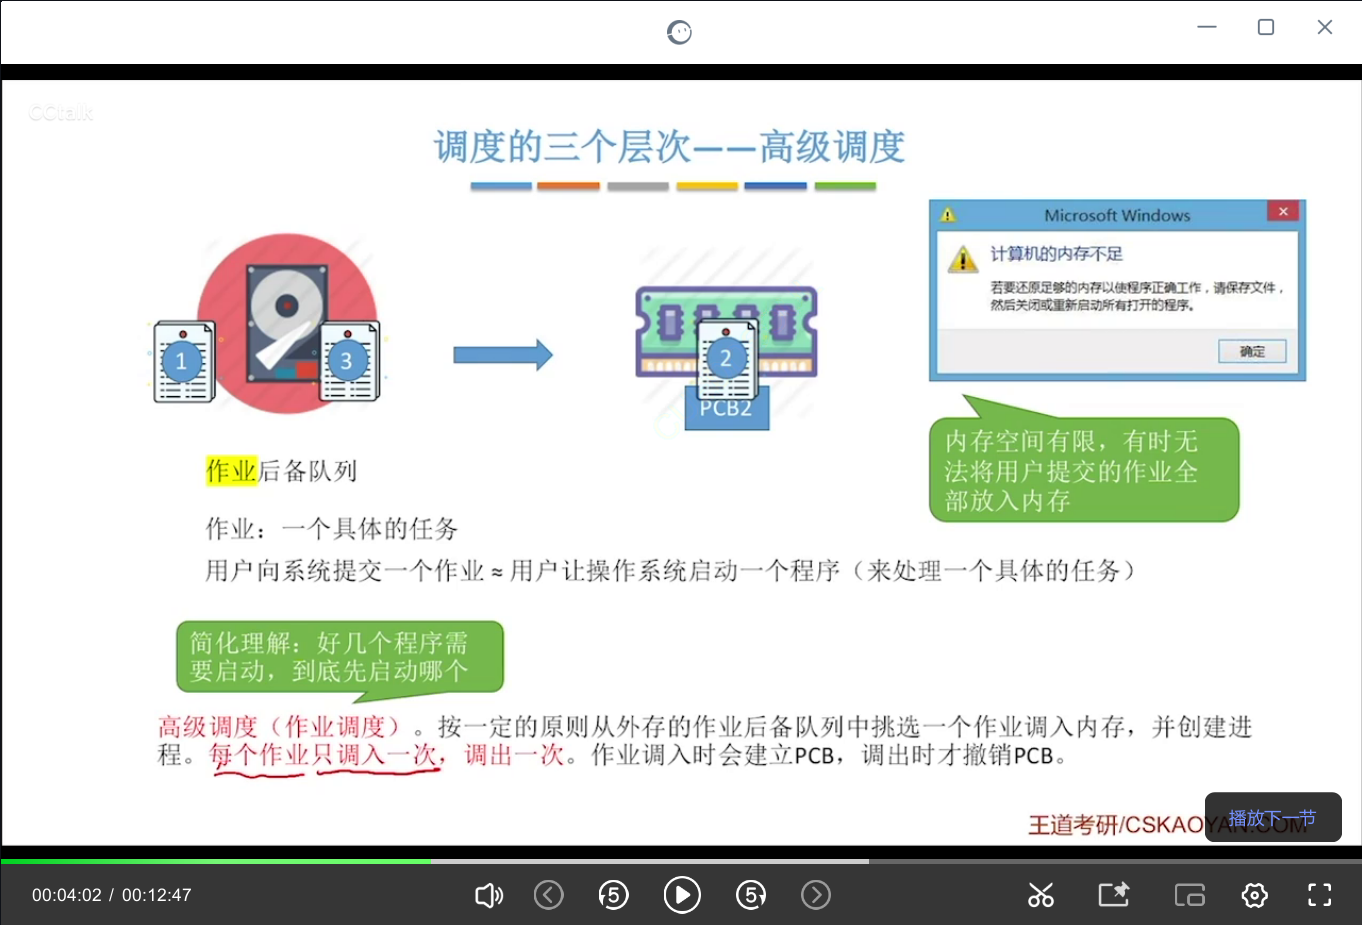 CCtalk
调度的三个层次——高级调度
Microsoft Windows
计算机的内存不足
若要还原足够的内存以使程序正确工作，请保存文件，
然后关闭或重新启动所有打开的程序。
确定
1
3
2
PCB2
内存空间有限，有时无
法将用户提交的作业全
部放入内存
作业后备队列
作业：一个具体的任务
用户向系统提交一个作业 ≈ 用户让操作系统启动一个程序（来处理一个具体的任务）
简化理解：好几个程序需
要启动，到底先启动哪个
高级调度（作业调度）。按一定的原则从外存的作业后备队列中挑选一个作业调入内存，并创建进
程。每个作业只调入一次，调出一次。作业调入时会建立PCB，调出时才撤销PCB。
王道考研/CSKAOYAN.COM
播放下一节
00:04:02 / 00:12:47
5
5